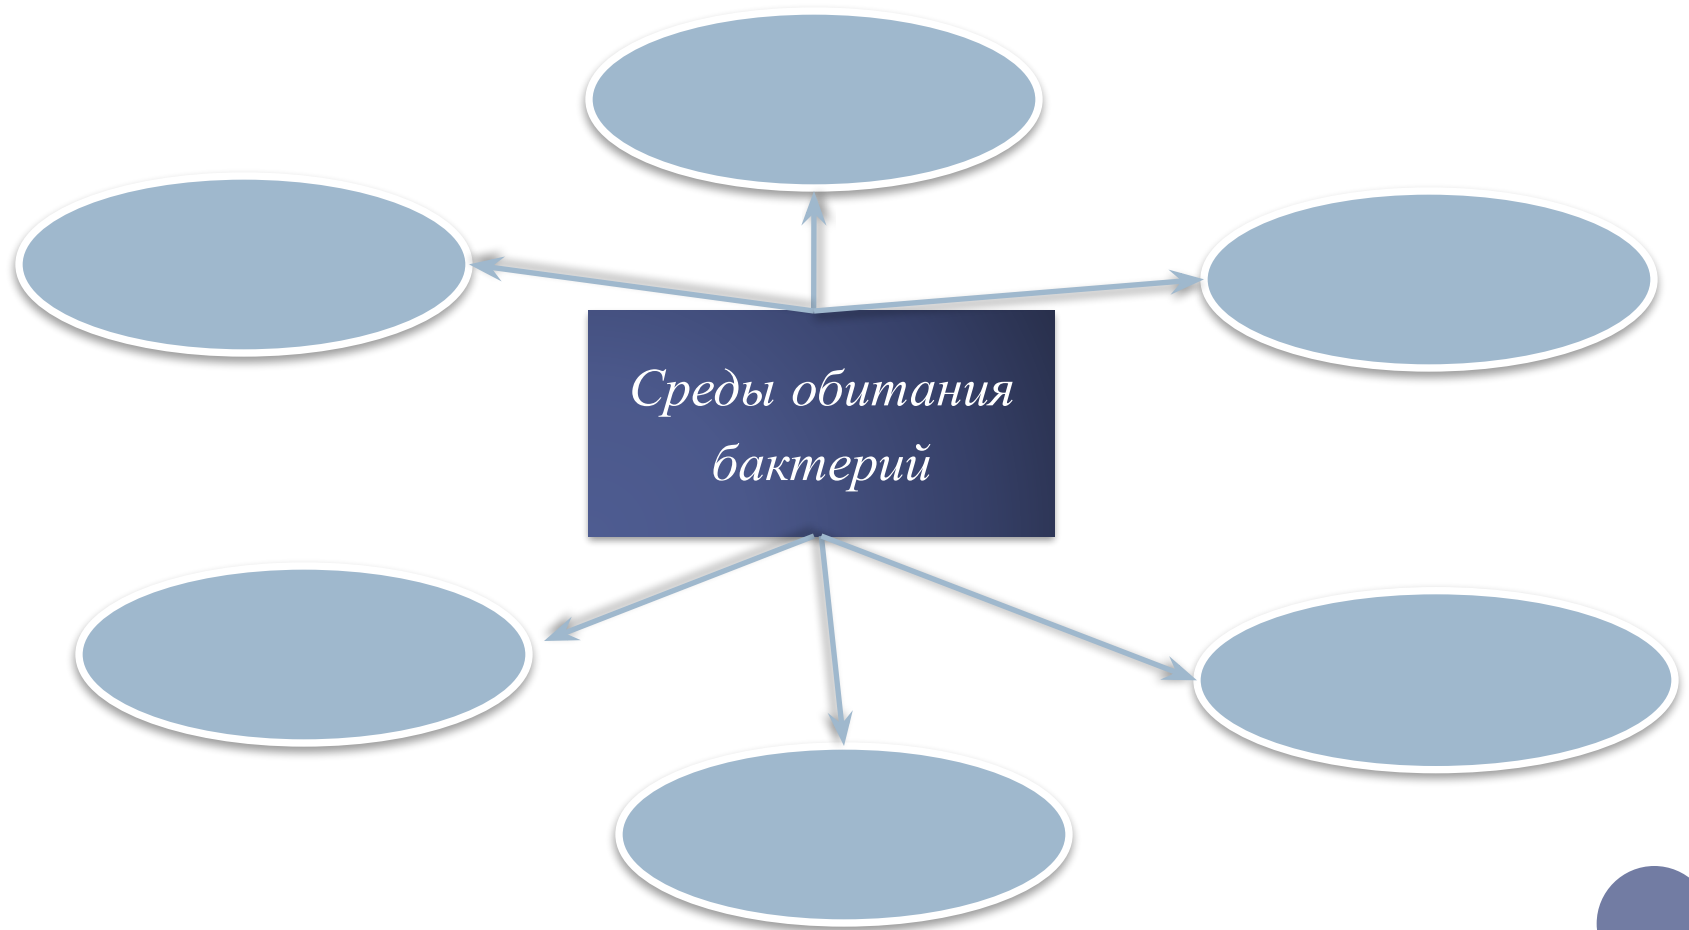 Среды обитания
бактерий